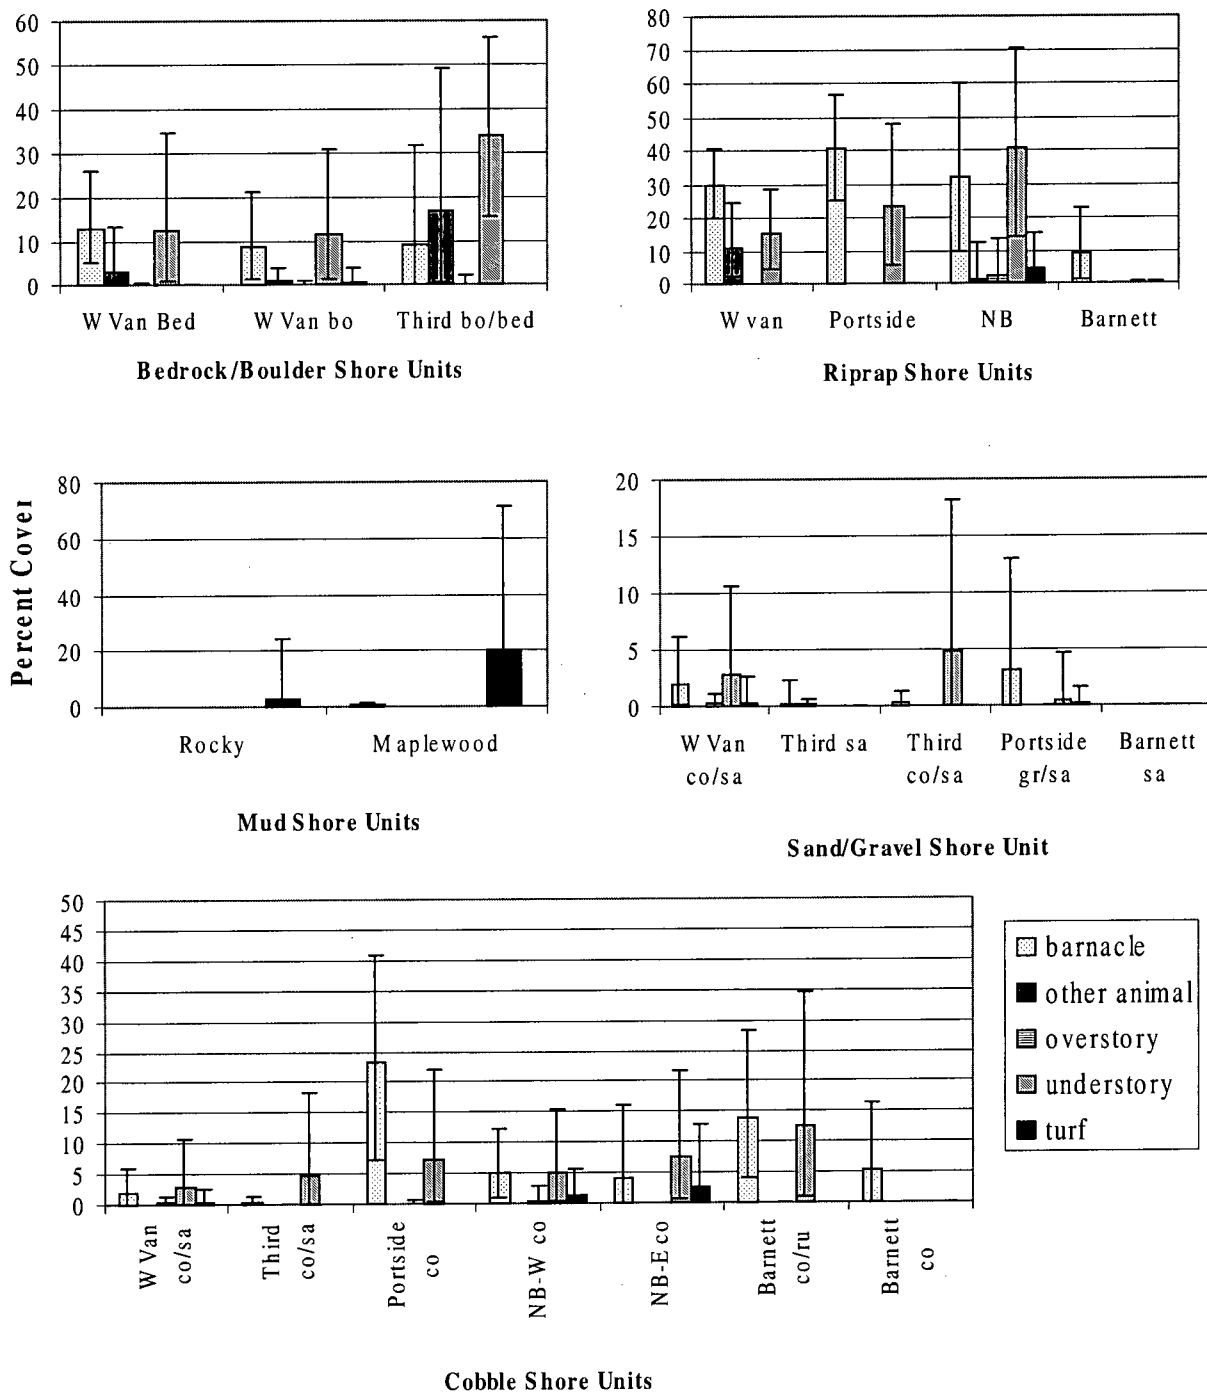 60
50
40
30
20
10
0
W Van Bed W Van bo Third bo/bed
Bedrock/Boulder Shore Units
80
70
60
50
40
30
20
10
0
W van Portside NB Barnett
Riprap Shore Units
Percent Cover
80
60
40
20
0
Rocky Maplewood
Mud Shore Units
20
15
10
5
0
W Van co/sa
Third sa
Third co/sa
Portside gr/sa
Barnett sa
Sand/Gravel Shore Unit
50
45
40
35
30
25
20
15
10
5
0
W Van co/sa
Third co/sa
Portside co
NB-W co
NB-E co
Barnett co/ru
Barnett co
Cobble Shore Units
barnacle
other animal
overstory
understory
turf